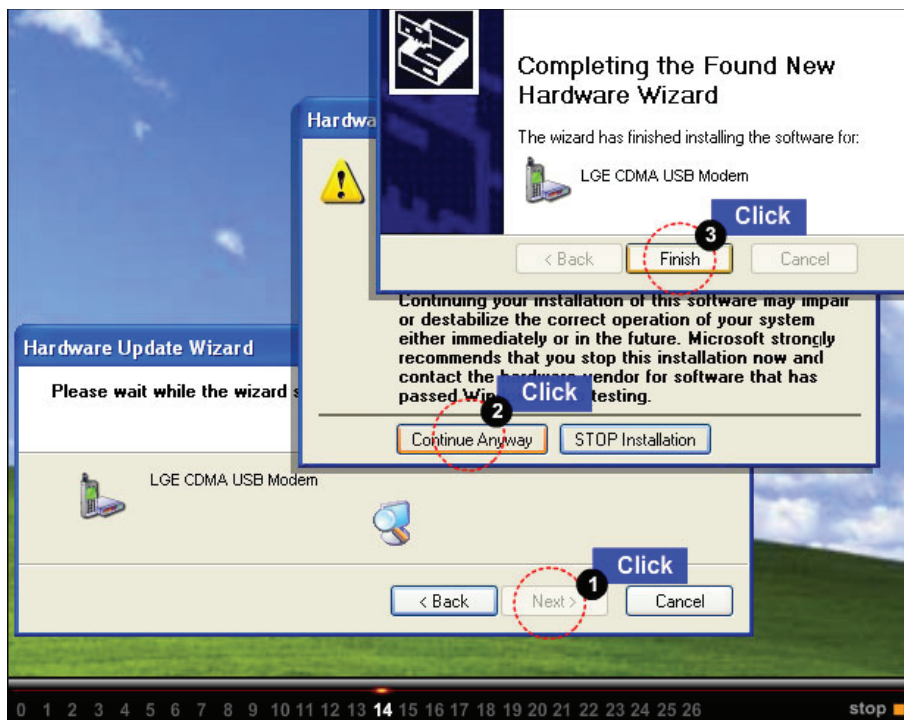 Completing the Found New
Hardware Wizard
The wizard has finished installing the software for:
LGE CDMA USB Modem
Click
3
< Back
Finish
Cancel
Hardwa
Continuing your installation of this software may impair
or destabilize the correct operation of your system
either immediately or in the future. Microsoft strongly
recommends that you stop this installation now and
contact the hardware vendor for software that has
passed Win testing.
Click
2
Continue Anyway
STOP Installation
Hardware Update Wizard
Please wait while the wizard s
LGE CDMA USB Modem
Click
1
< Back
Next >
Cancel
0 1 2 3 4 5 6 7 8 9 10 11 12 13 14 15 16 17 18 19 20 21 22 23 24 25 26
stop